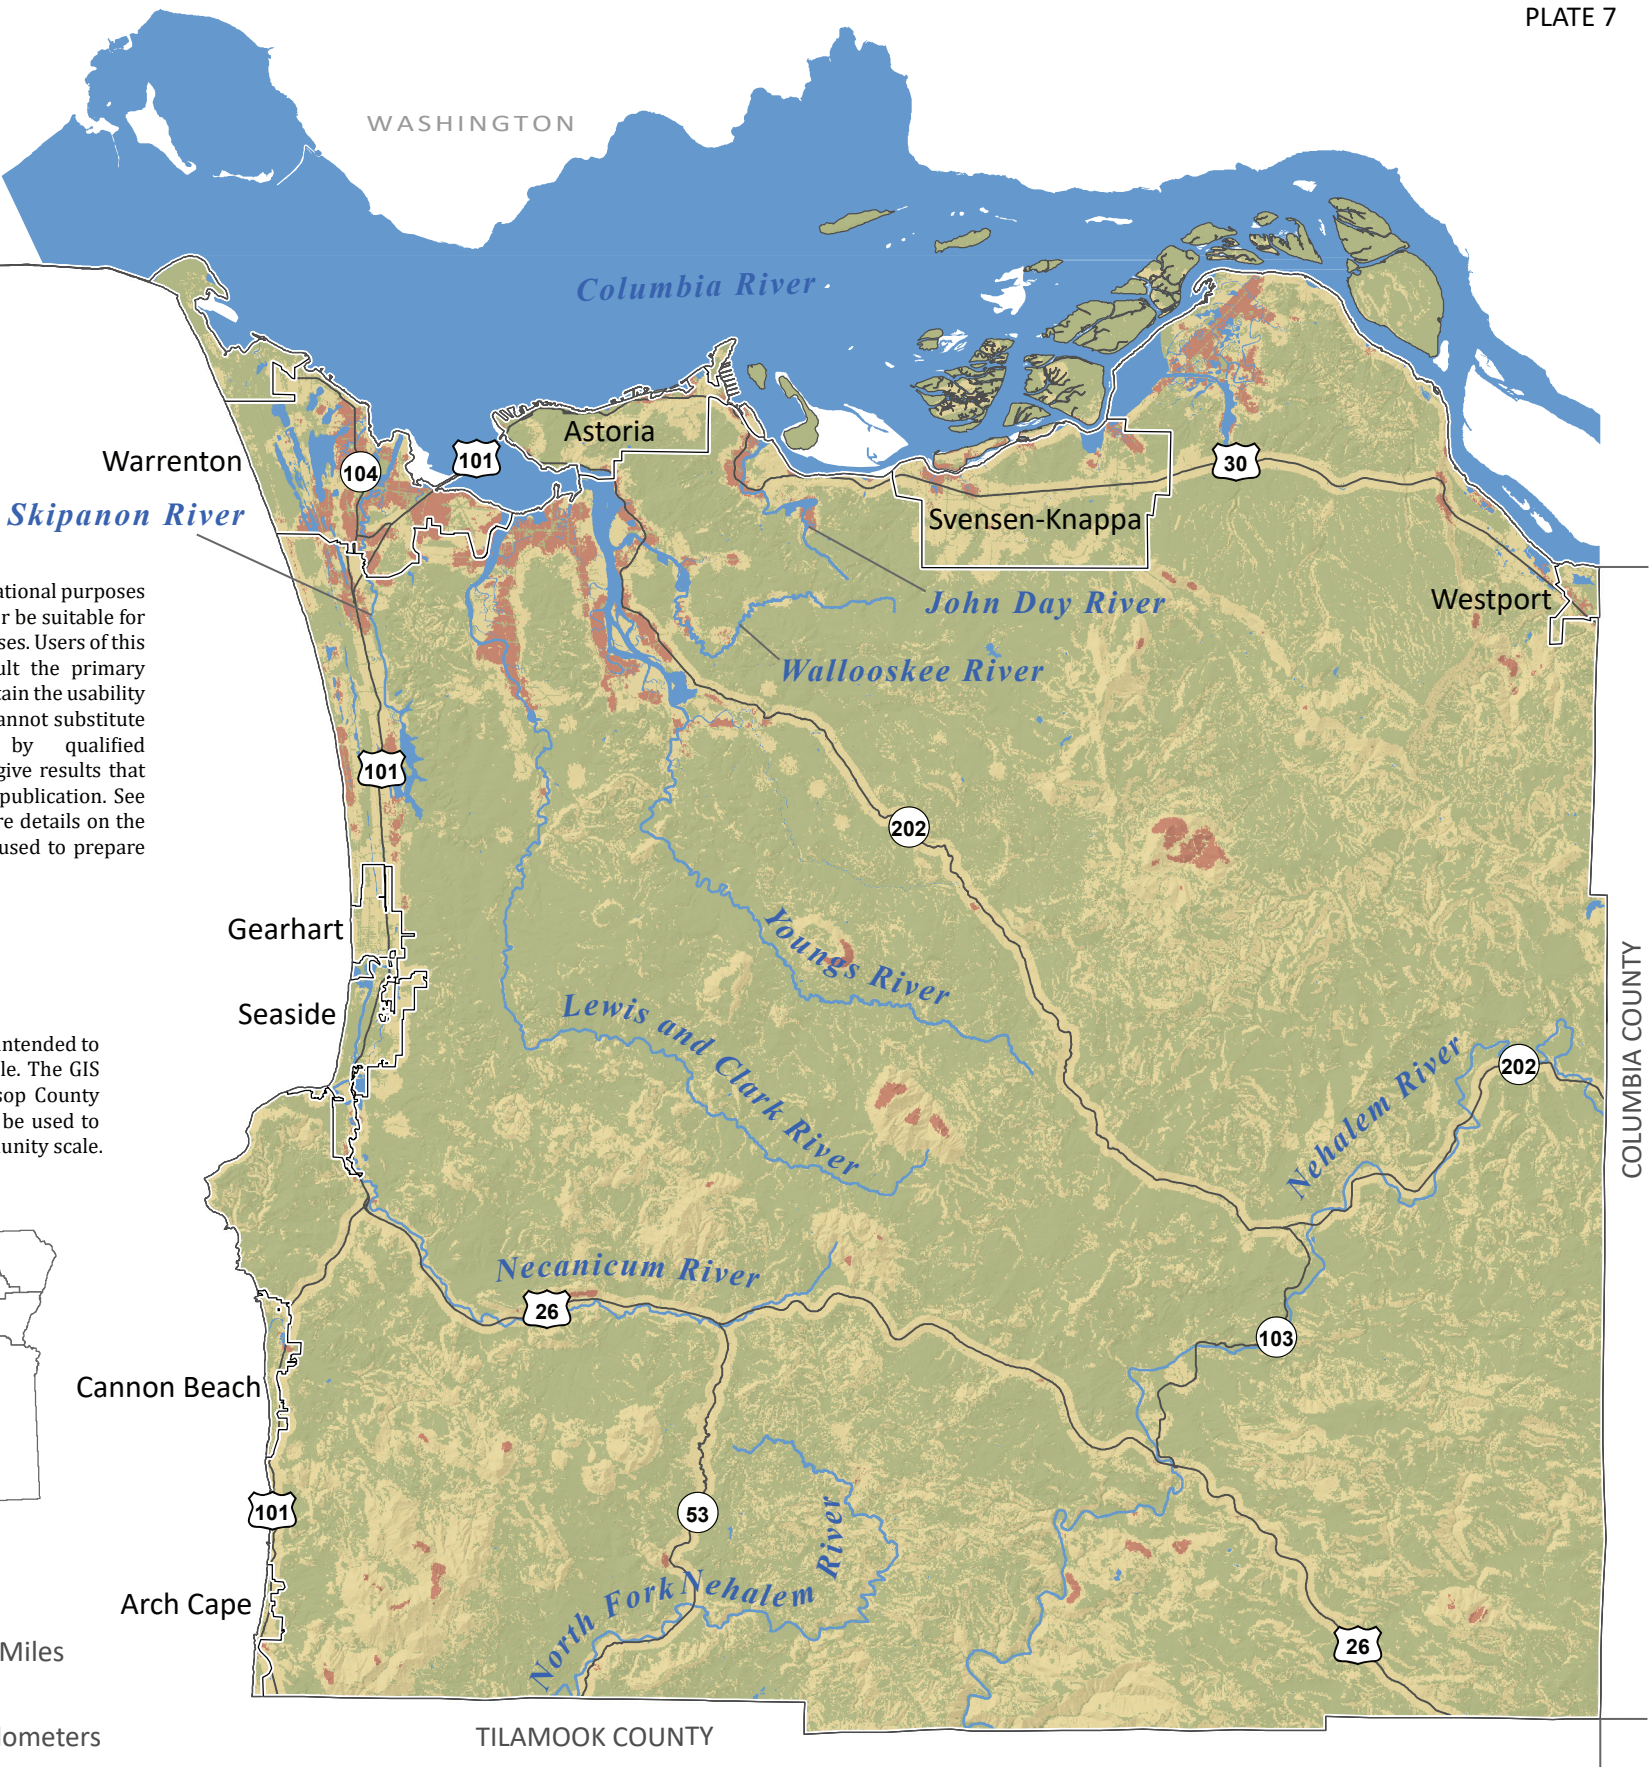 PLATE 7
WASHINGTON
Columbia River
Astoria
Warrenton
104
101
30
Skipanon River
Svensen-Knappa
ational purposes
r be suitable for
ses. Users of this
ult the primary
tain the usability
annot substitute
by qualified
give results that
publication. See
re details on the
used to prepare
John Day River
Westport
Wallooskee River
101
202
Gearhart
Youngs River
Seaside
Lewis and Clark River
COLUMBIA COUNTY
ntended to
le. The GIS
sop County
be used to
unity scale.
Nehalem River
202
Necanicum River
26
103
Cannon Beach
101
53
North Fork Nehalem River
Arch Cape
26
Miles
lometers
TILAMOOK COUNTY